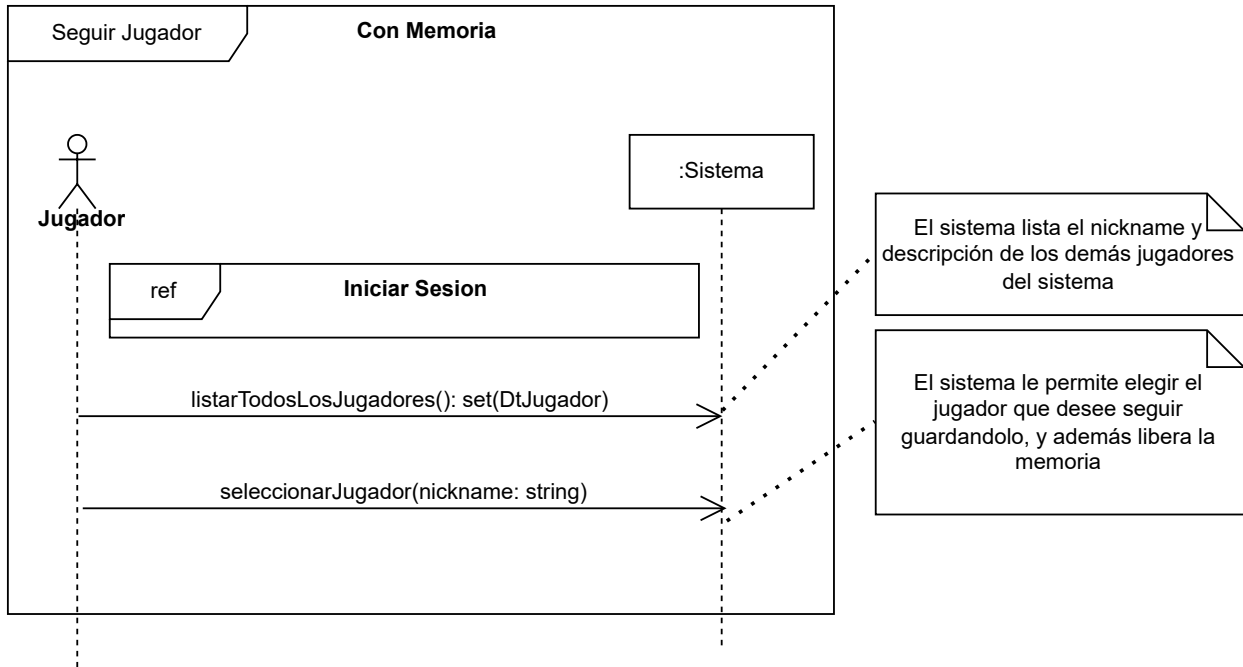 Seguir Jugador
Con Memoria
:Sistema
Jugador
El sistema lista el nickname y
descripción de los demás jugadores
del sistema
ref
Iniciar Sesion
El sistema le permite elegir el
jugador que desee seguir
guardandolo, y además libera la
memoria
listarTodosLosJugadores(): set(DtJugador)
seleccionarJugador(nickname: string)